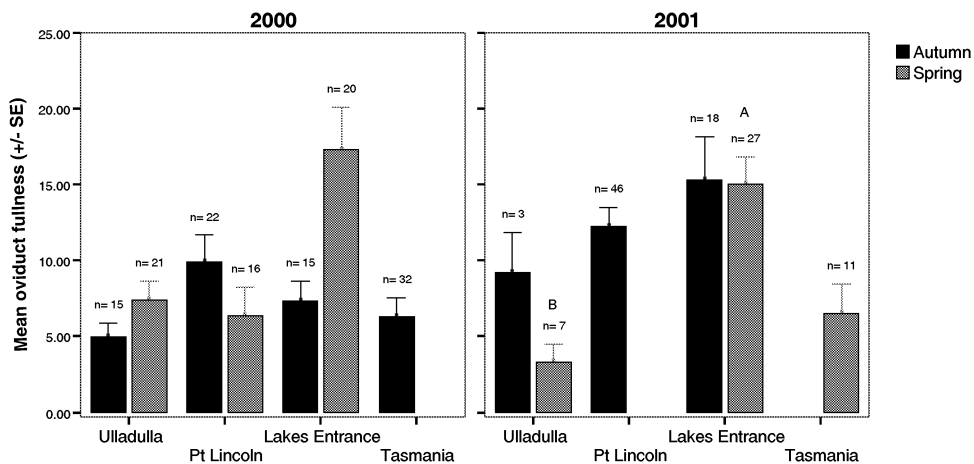 2000
2001
Autumn
Spring
Mean oviduct fullness (+/- SE)
25.00
20.00
15.00
10.00
5.00
0.00
n= 15
n= 21
n= 22
n= 16
n= 15
n= 20
n= 32
n= 3
B
n= 7
n= 46
n= 18
A
n= 27
n= 11
Ulladulla
Lakes Entrance
Ulladulla
Lakes Entrance
Pt Lincoln
Tasmania
Pt Lincoln
Tasmania